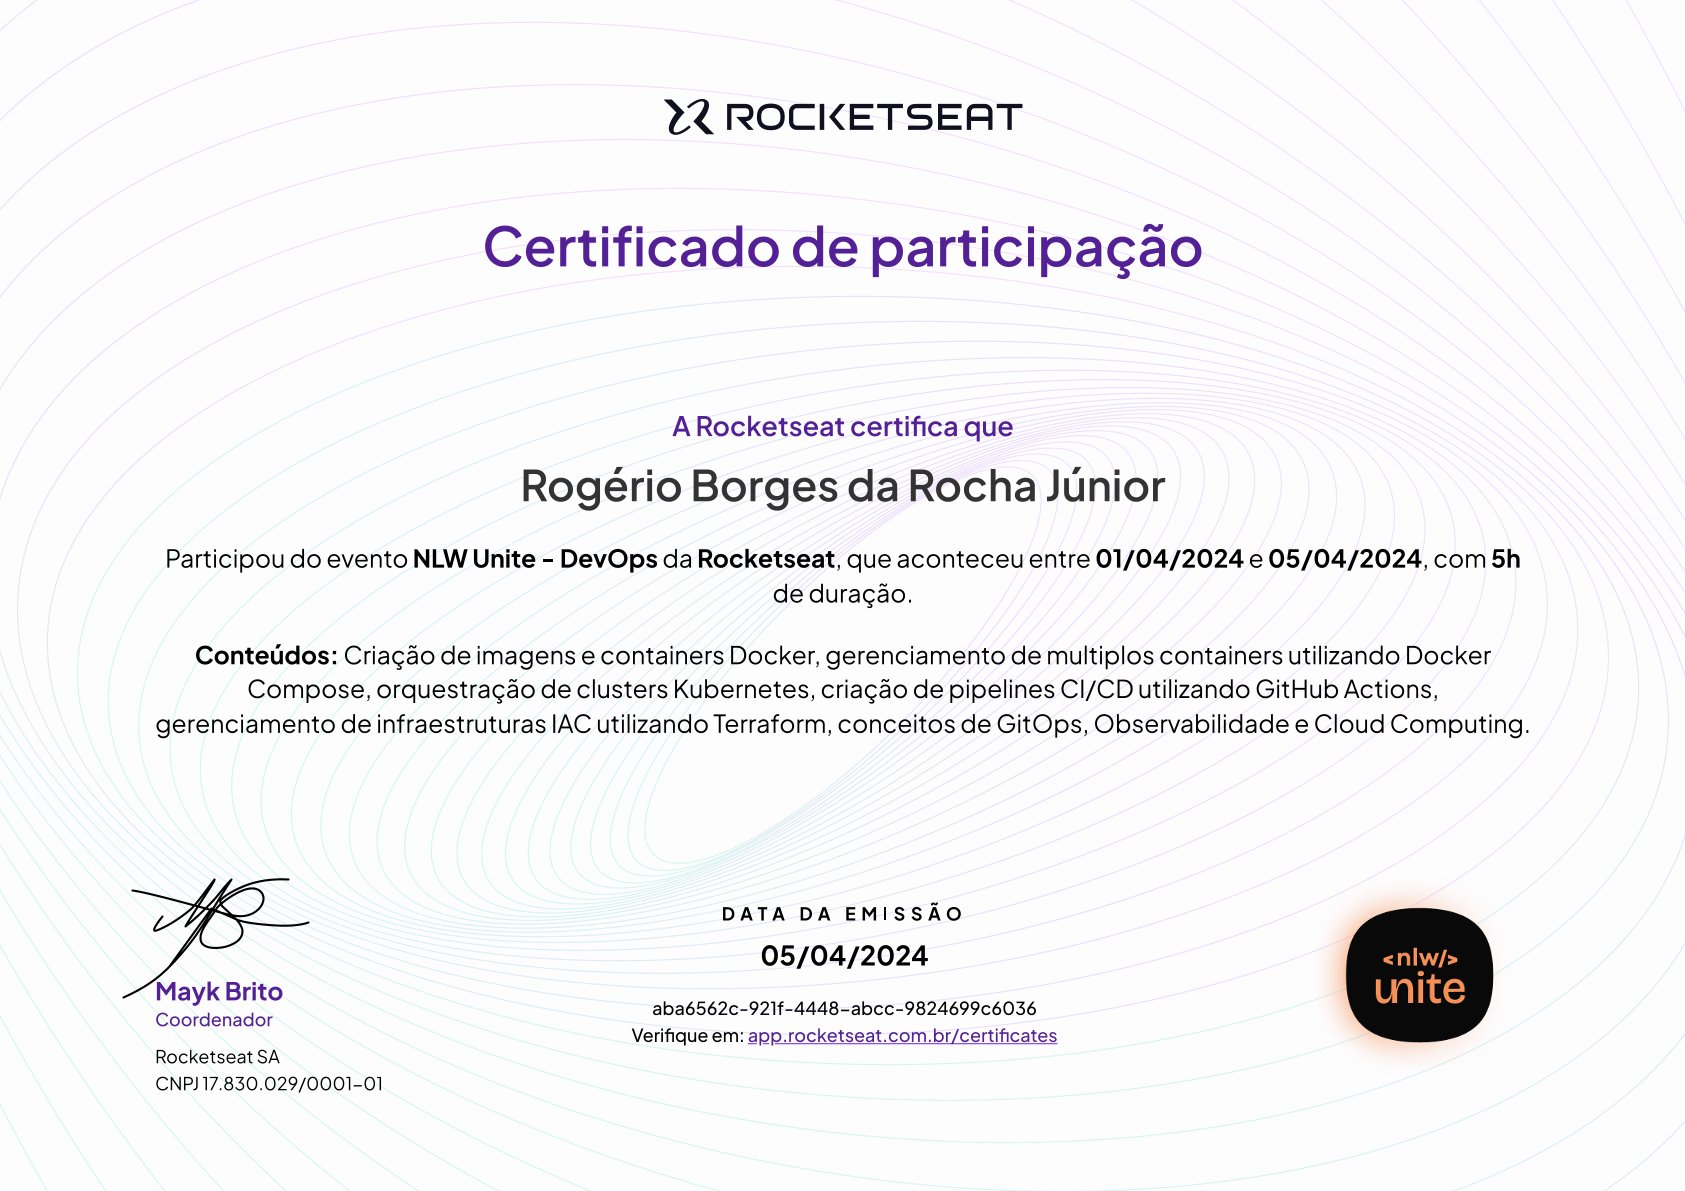 ROCKETSEAT
Certificado de participação
A Rocketseat certifica que
Rogério Borges da Rocha Júnior
Participou do evento NLW Unite - DevOps da Rocketseat, que aconteceu entre 01/04/2024 e 05/04/2024, com 5h
de duração.
Conteúdos: Criação de imagens e containers Docker, gerenciamento de multiplos containers utilizando Docker
Compose, orquestração de clusters Kubernetes, criação de pipelines CI/CD utilizando GitHub Actions,
gerenciamento de infraestruturas IAC utilizando Terraform, conceitos de GitOps, Observabilidade e Cloud Computing.
Mayk Brito
Coordenador
Rocketseat SA
CNPJ 17.830.029/0001-01
DATA DA EMISSÃO
05/04/2024
aba6562c-921f-4448-abcc-9824699c6036
Verifique em: app.rocketseat.com.br/certificates
<nlw/>
unite